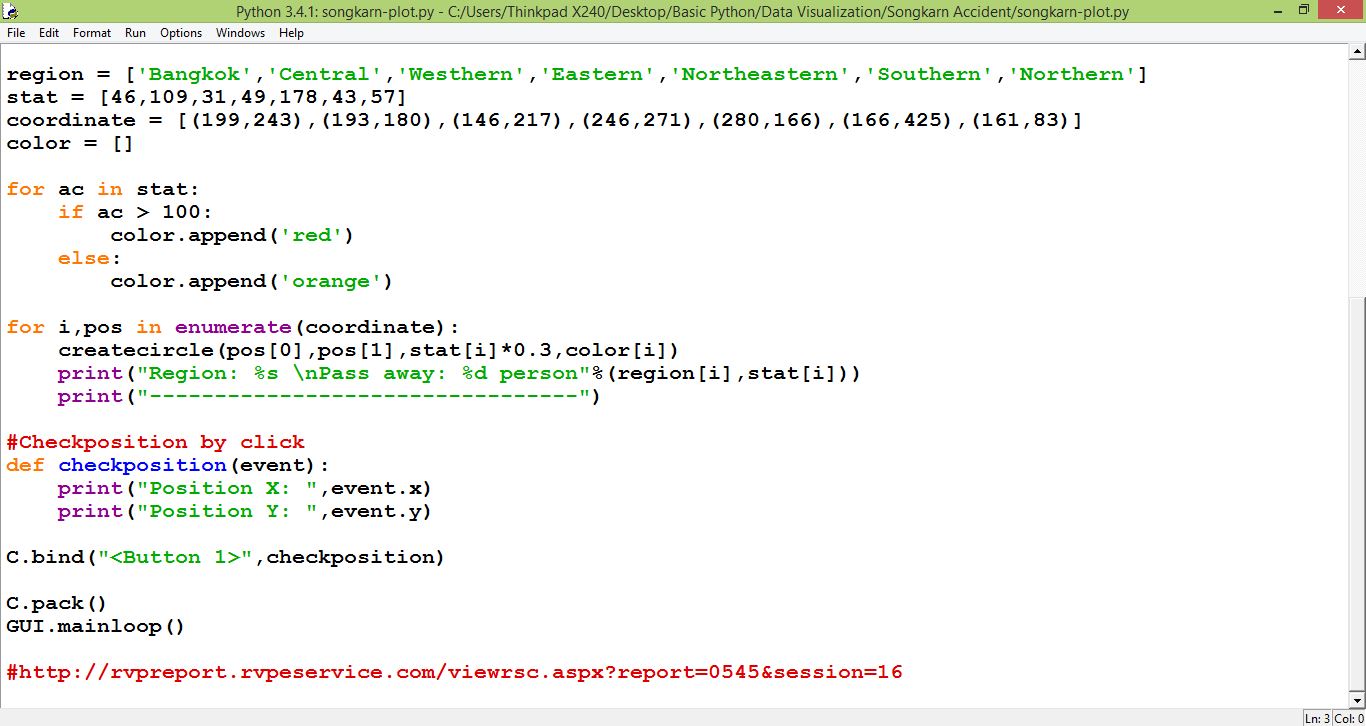 Python 3.4.1: songkarn-plot.py - C:/Users/Thinkpad X240/Desktop/Basic Python/Data Visualization/Songkarn Accident/songkarn-plot.py
File Edit Format Run Options Windows Help
region = ['Bangkok','Central','Westhern','Eastern','Northeastern','Southern','Northern']
stat = [46,109,31,49,178,43,57]
coordinate = [(199,243),(193,180),(146,217),(246,271),(280,166),(166,425),(161,83)]
color = []
for ac in stat:
    if ac > 100:
        color.append('red')
    else:
        color.append('orange')
for i,pos in enumerate(coordinate):
    createcircle(pos[0],pos[1],stat[i]*0.3,color[i])
    print("Region: %s \nPass away: %d person"%(region[i],stat[i]))
    print("---------------------------------")
#Checkposition by click
def checkposition(event):
    print("Position X: ",event.x)
    print("Position Y: ",event.y)
C.bind("<Button 1>",checkposition)
C.pack()
GUI.mainloop()
#http://rvpreport.rvpeservice.com/viewrsc.aspx?report=0545&session=16
Ln: 3 Col: 0